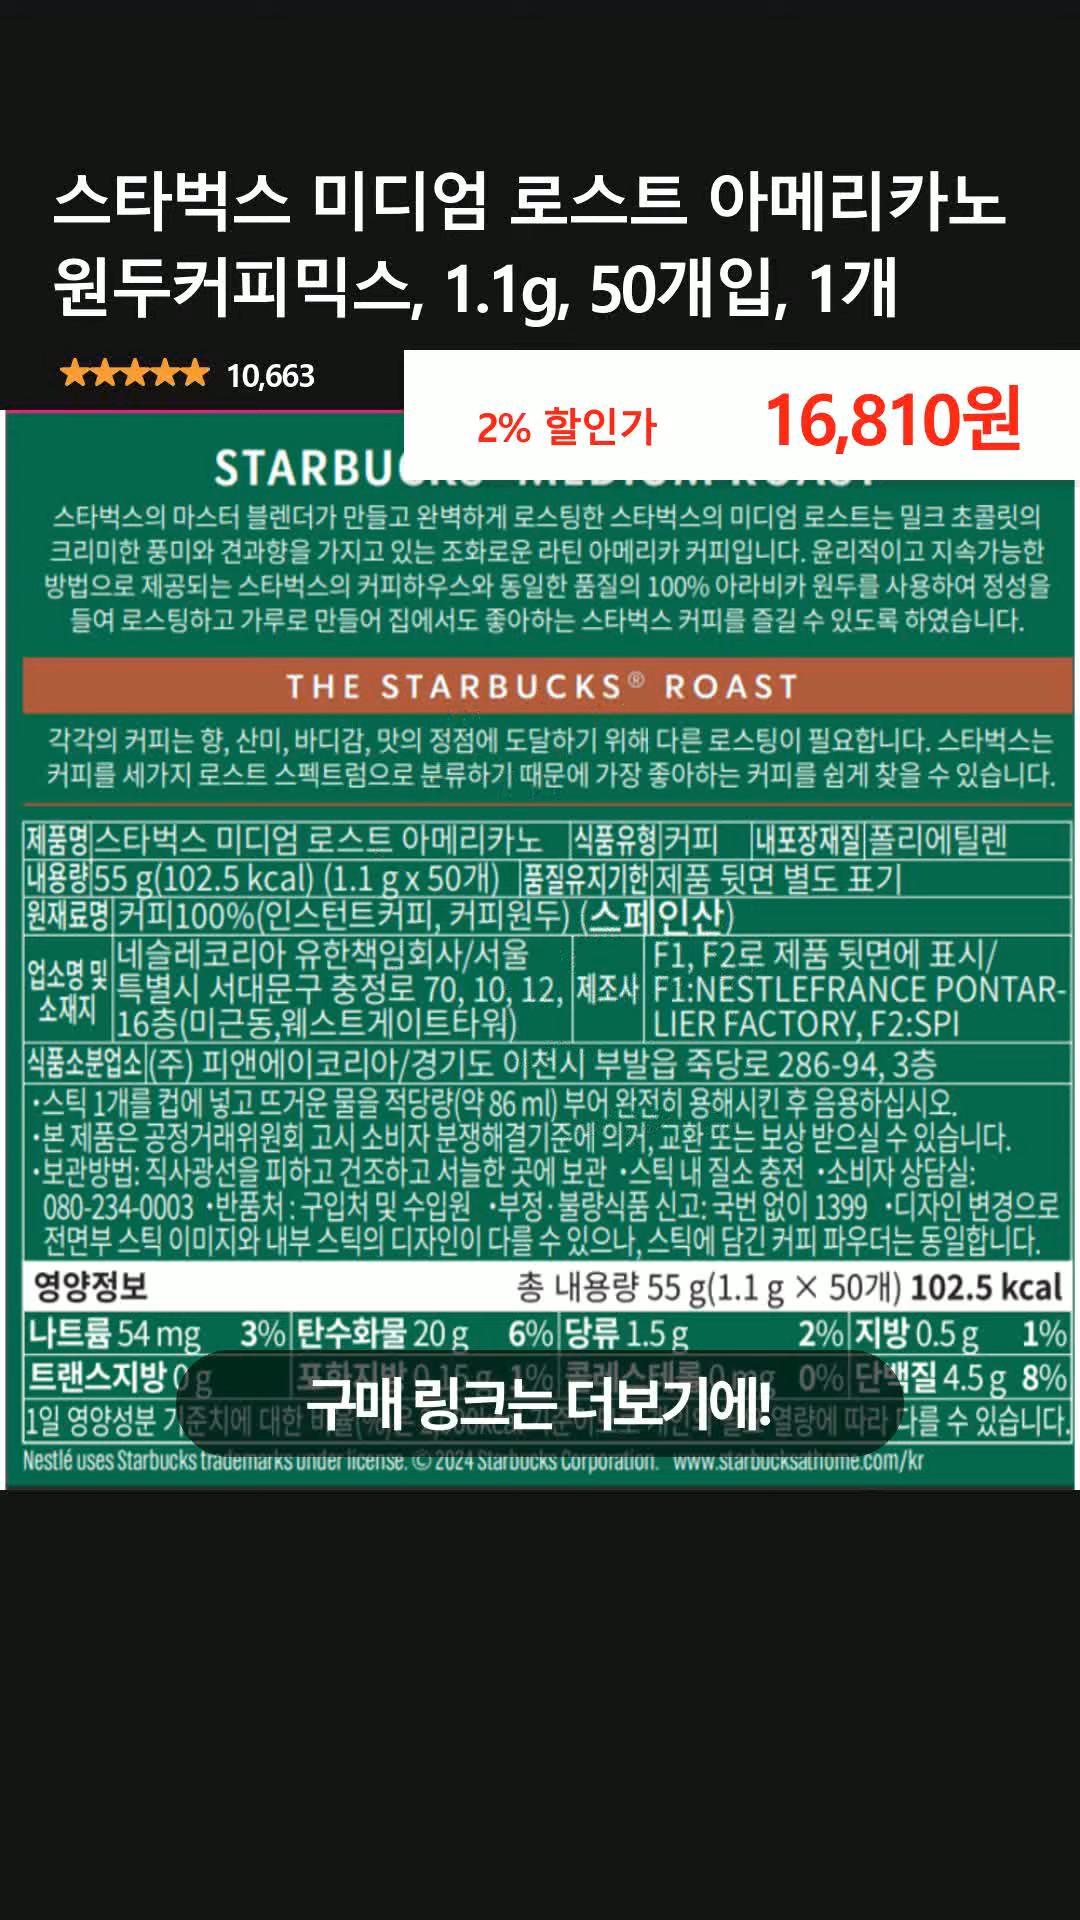 스타벅스 미디엄 로스트 아메리카노
원두커피믹스, 1.1g, 50개입, 1개
10,663
2% 할인가 16,810원
스타벅스의 마스터 블렌더가 만들고 완벽하게 로스팅한 스타벅스의 미디엄 로스트는 밀크 초콜릿의
크리미한 풍미와 견과향을 가지고 있는 조화로운 라틴 아메리카 커피입니다. 윤리적이고 지속가능한
방법으로 제공되는 스타벅스의 커피하우스와 동일한 품질의 100% 아라비카 원두를 사용하여 정성을
들여 로스팅하고 가루로 만들어 집에서도 좋아하는 스타벅스 커피를 즐길 수 있도록 하였습니다.
THE STARBUCKS® ROAST
각각의 커피는 향, 산미, 바디감, 맛의 정점에 도달하기 위해 다른 로스팅이 필요합니다. 스타벅스는
커피를 세가지 로스트 스펙트럼으로 분류하기 때문에 가장 좋아하는 커피를 쉽게 찾을 수 있습니다.
제품명 스타벅스 미디엄 로스트 아메리카노 식품유형 커피 내포장재질 폴리에틸렌
내용량 55 g(102.5 kcal) (1.1 g x 50개) 품질유지기한 제품 뒷면 별도 표기
원재료명 커피100%(인스턴트커피, 커피원두) (스페인산)
업소명 및 소재지 네슬레코리아 유한책임회사/서울
특별시 서대문구 충정로 70, 10, 12,
16층(미근동,웨스트게이트타워)
제조사 F1, F2로 제품 뒷면에 표시/
F1:NESTLEFRANCE PONTAR-
LIER FACTORY, F2:SPI
식품소분업소 (주) 피앤에이코리아/경기도 이천시 부발읍 죽당로 286-94, 3층
•스틱 1개를 컵에 넣고 뜨거운 물을 적당량(약 86 ml) 부어 완전히 용해시킨 후 음용하십시오.
•본 제품은 공정거래위원회 고시 소비자 분쟁해결기준에 의거, 교환 또는 보상 받으실 수 있습니다.
•보관방법: 직사광선을 피하고 건조하고 서늘한 곳에 보관 •스틱 내 질소 충전 •소비자 상담실:
080-234-0003 •반품처 : 구입처 및 수입원 •부정·불량식품 신고: 국번 없이 1399 •디자인 변경으로
전면부 스틱 이미지와 내부 스틱의 디자인이 다를 수 있으나, 스틱에 담긴 커피 파우더는 동일합니다.
영양정보 총 내용량 55 g(1.1 g × 50개) 102.5 kcal
나트륨 54 mg 3% 탄수화물 20 g 6% 당류 1.5 g 2% 지방 0.5 g 1%
트랜스지방 0 g 포화지방 0.15 g 1% 콜레스테롤 0 mg 0% 단백질 4.5 g 8%
구매 링크는 더보기에!
1일 영양성분 기준치에 대한 열량에 따라 다를 수 있습니다.
Nestlé uses Starbucks trademarks under license. © 2024 Starbucks Corporation. www.starbucksathome.com/kr